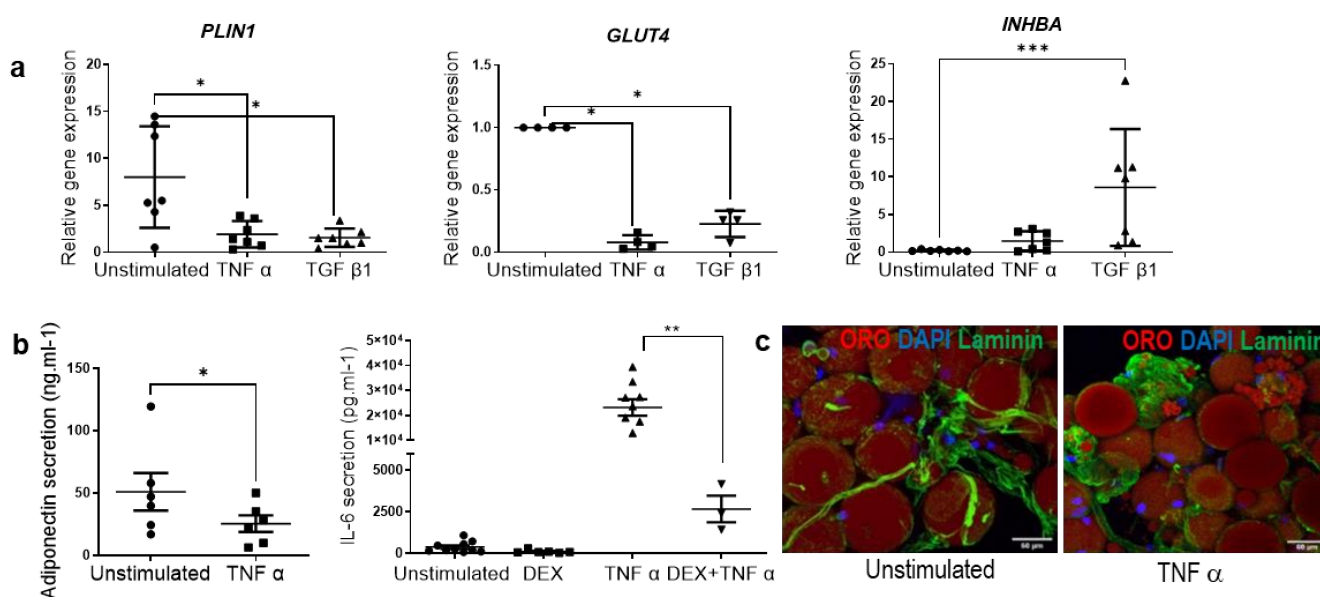 a
PLIN1
Relative gene expression
20
15
10
5
0
*
*
Unstimulated TNF α TGF β1
GLUT4
Relative gene expression
1.5
1.0
0.5
0.0
*
*
Unstimulated TNF α TGF β1
INHBA
Relative gene expression
25
20
15
10
5
0
***
Unstimulated TNF α TGF β1
b
Adiponectin secretion (ng.ml-1)
150
100
50
0
*
Unstimulated TNF α
IL-6 secretion (pg.ml-1)
5×10⁴
4×10⁴
3×10⁴
2×10⁴
1×10⁴
5000
2500
0
**
Unstimulated DEX TNF α DEX+TNF α
c
ORO DAPI Laminin
60 µm
Unstimulated
ORO DAPI Laminin
60 µm
TNF α